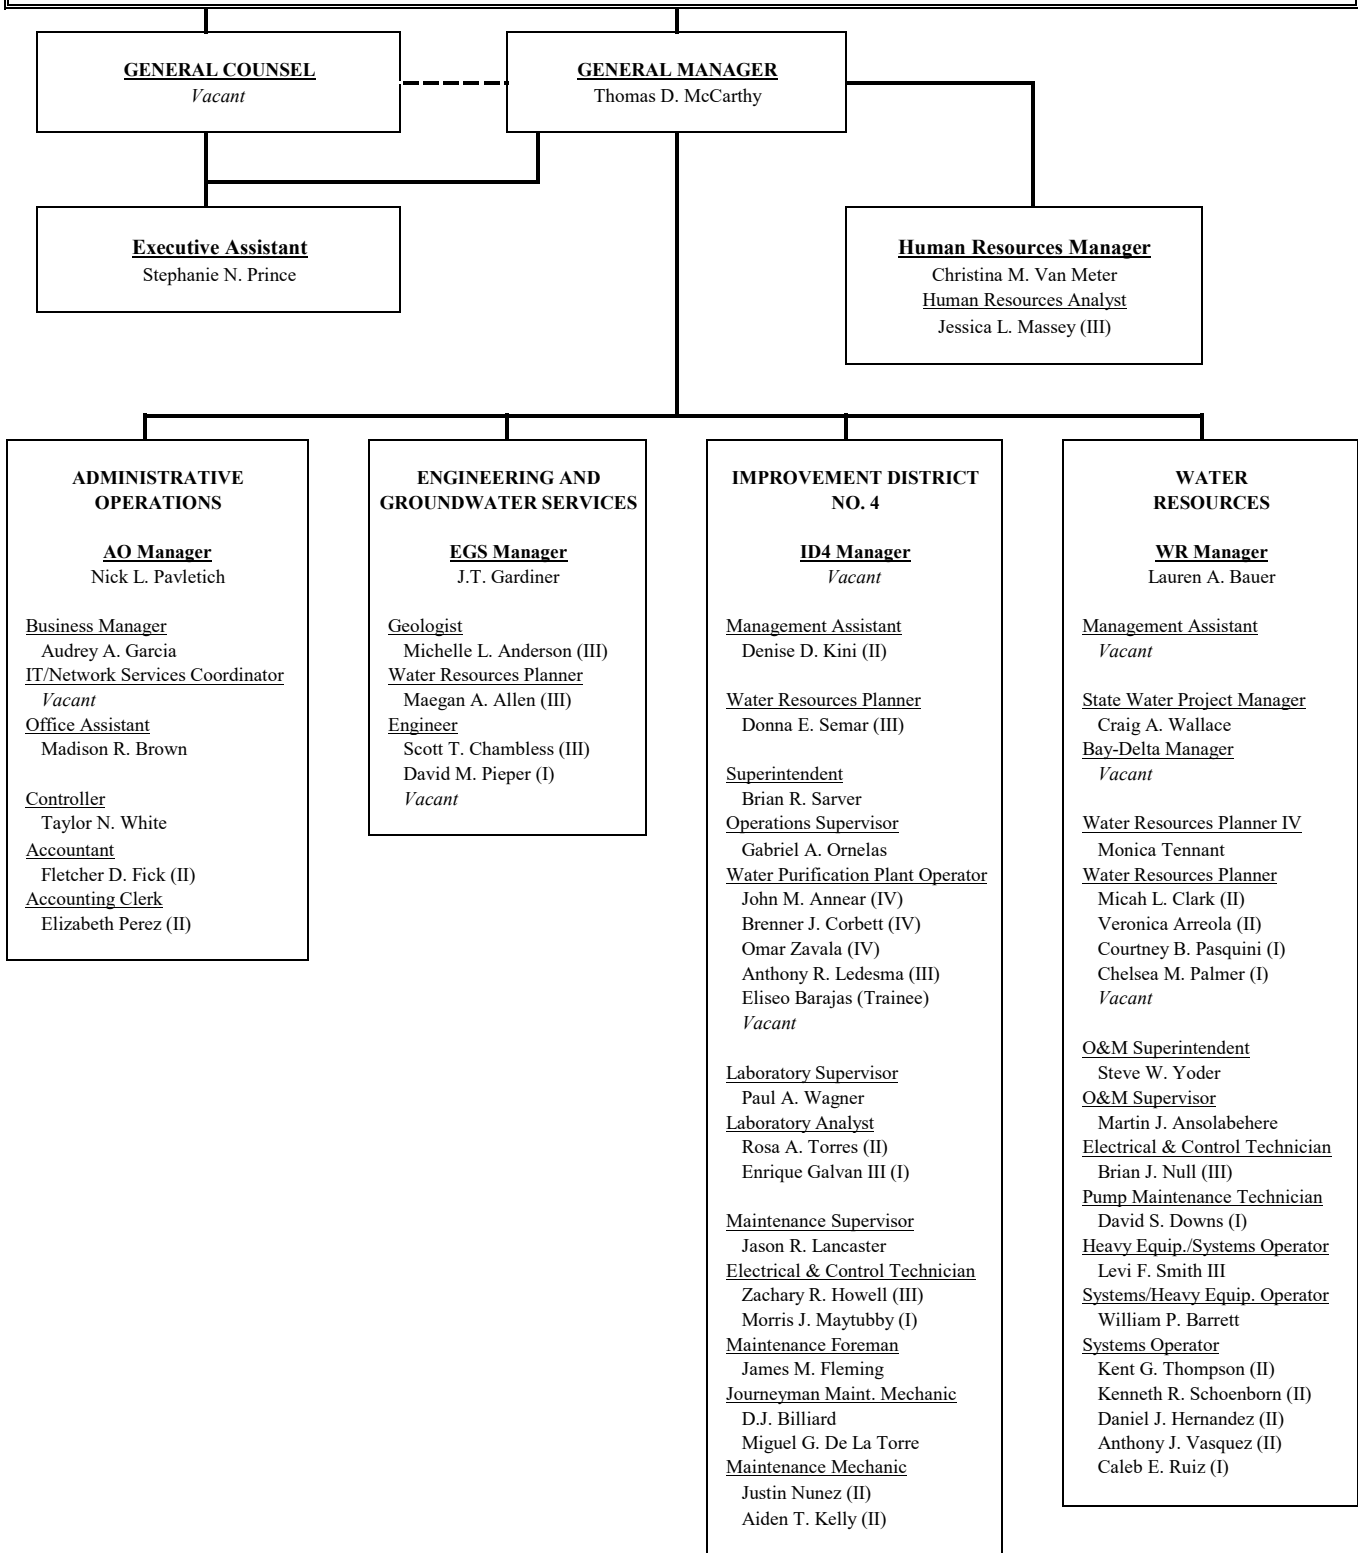 GENERAL COUNSEL
Vacant
GENERAL MANAGER
Thomas D. McCarthy
Executive Assistant
Stephanie N. Prince
Human Resources Manager
Christina M. Van Meter
Human Resources Analyst
Jessica L. Massey (III)
ADMINISTRATIVE
OPERATIONS
AO Manager
Nick L. Pavletich
Business Manager
Audrey A. Garcia
IT/Network Services Coordinator
Vacant
Office Assistant
Madison R. Brown
Controller
Taylor N. White
Accountant
Fletcher D. Fick (II)
Accounting Clerk
Elizabeth Perez (II)
ENGINEERING AND
GROUNDWATER SERVICES
EGS Manager
J.T. Gardiner
Geologist
Michelle L. Anderson (III)
Water Resources Planner
Maegan A. Allen (III)
Engineer
Scott T. Chambless (III)
David M. Pieper (I)
Vacant
IMPROVEMENT DISTRICT
NO. 4
ID4 Manager
Vacant
Management Assistant
Denise D. Kini (II)
Water Resources Planner
Donna E. Semar (III)
Superintendent
Brian R. Sarver
Operations Supervisor
Gabriel A. Ornelas
Water Purification Plant Operator
John M. Annear (IV)
Brenner J. Corbett (IV)
Omar Zavala (IV)
Anthony R. Ledesma (III)
Eliseo Barajas (Trainee)
Vacant
Laboratory Supervisor
Paul A. Wagner
Laboratory Analyst
Rosa A. Torres (II)
Enrique Galvan III (I)
Maintenance Supervisor
Jason R. Lancaster
Electrical & Control Technician
Zachary R. Howell (III)
Morris J. Maytubby (I)
Maintenance Foreman
James M. Fleming
Journeyman Maint. Mechanic
D.J. Billiard
Miguel G. De La Torre
Maintenance Mechanic
Justin Nunez (II)
Aiden T. Kelly (II)
WATER
RESOURCES
WR Manager
Lauren A. Bauer
Management Assistant
Vacant
State Water Project Manager
Craig A. Wallace
Bay-Delta Manager
Vacant
Water Resources Planner IV
Monica Tennant
Water Resources Planner
Micah L. Clark (II)
Veronica Arreola (II)
Courtney B. Pasquini (I)
Chelsea M. Palmer (I)
Vacant
O&M Superintendent
Steve W. Yoder
O&M Supervisor
Martin J. Ansolabehere
Electrical & Control Technician
Brian J. Null (III)
Pump Maintenance Technician
David S. Downs (I)
Heavy Equip./Systems Operator
Levi F. Smith III
Systems/Heavy Equip. Operator
William P. Barrett
Systems Operator
Kent G. Thompson (II)
Kenneth R. Schoenborn (II)
Daniel J. Hernandez (II)
Anthony J. Vasquez (II)
Caleb E. Ruiz (I)